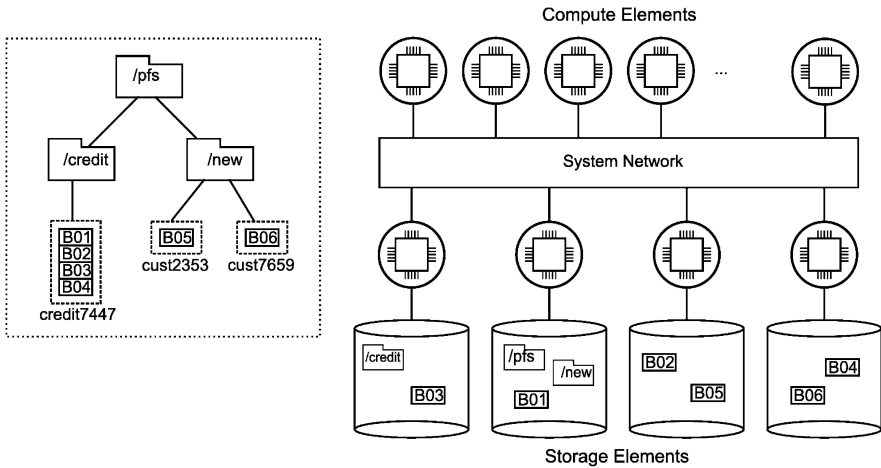 Compute Elements
/pfs
...
/credit
/new
System Network
B01
B02
B03
B04
credit7447
B05
cust2353
B06
cust7659
/credit
B03
/pfs
/new
B01
B02
B05
B04
B06
Storage Elements